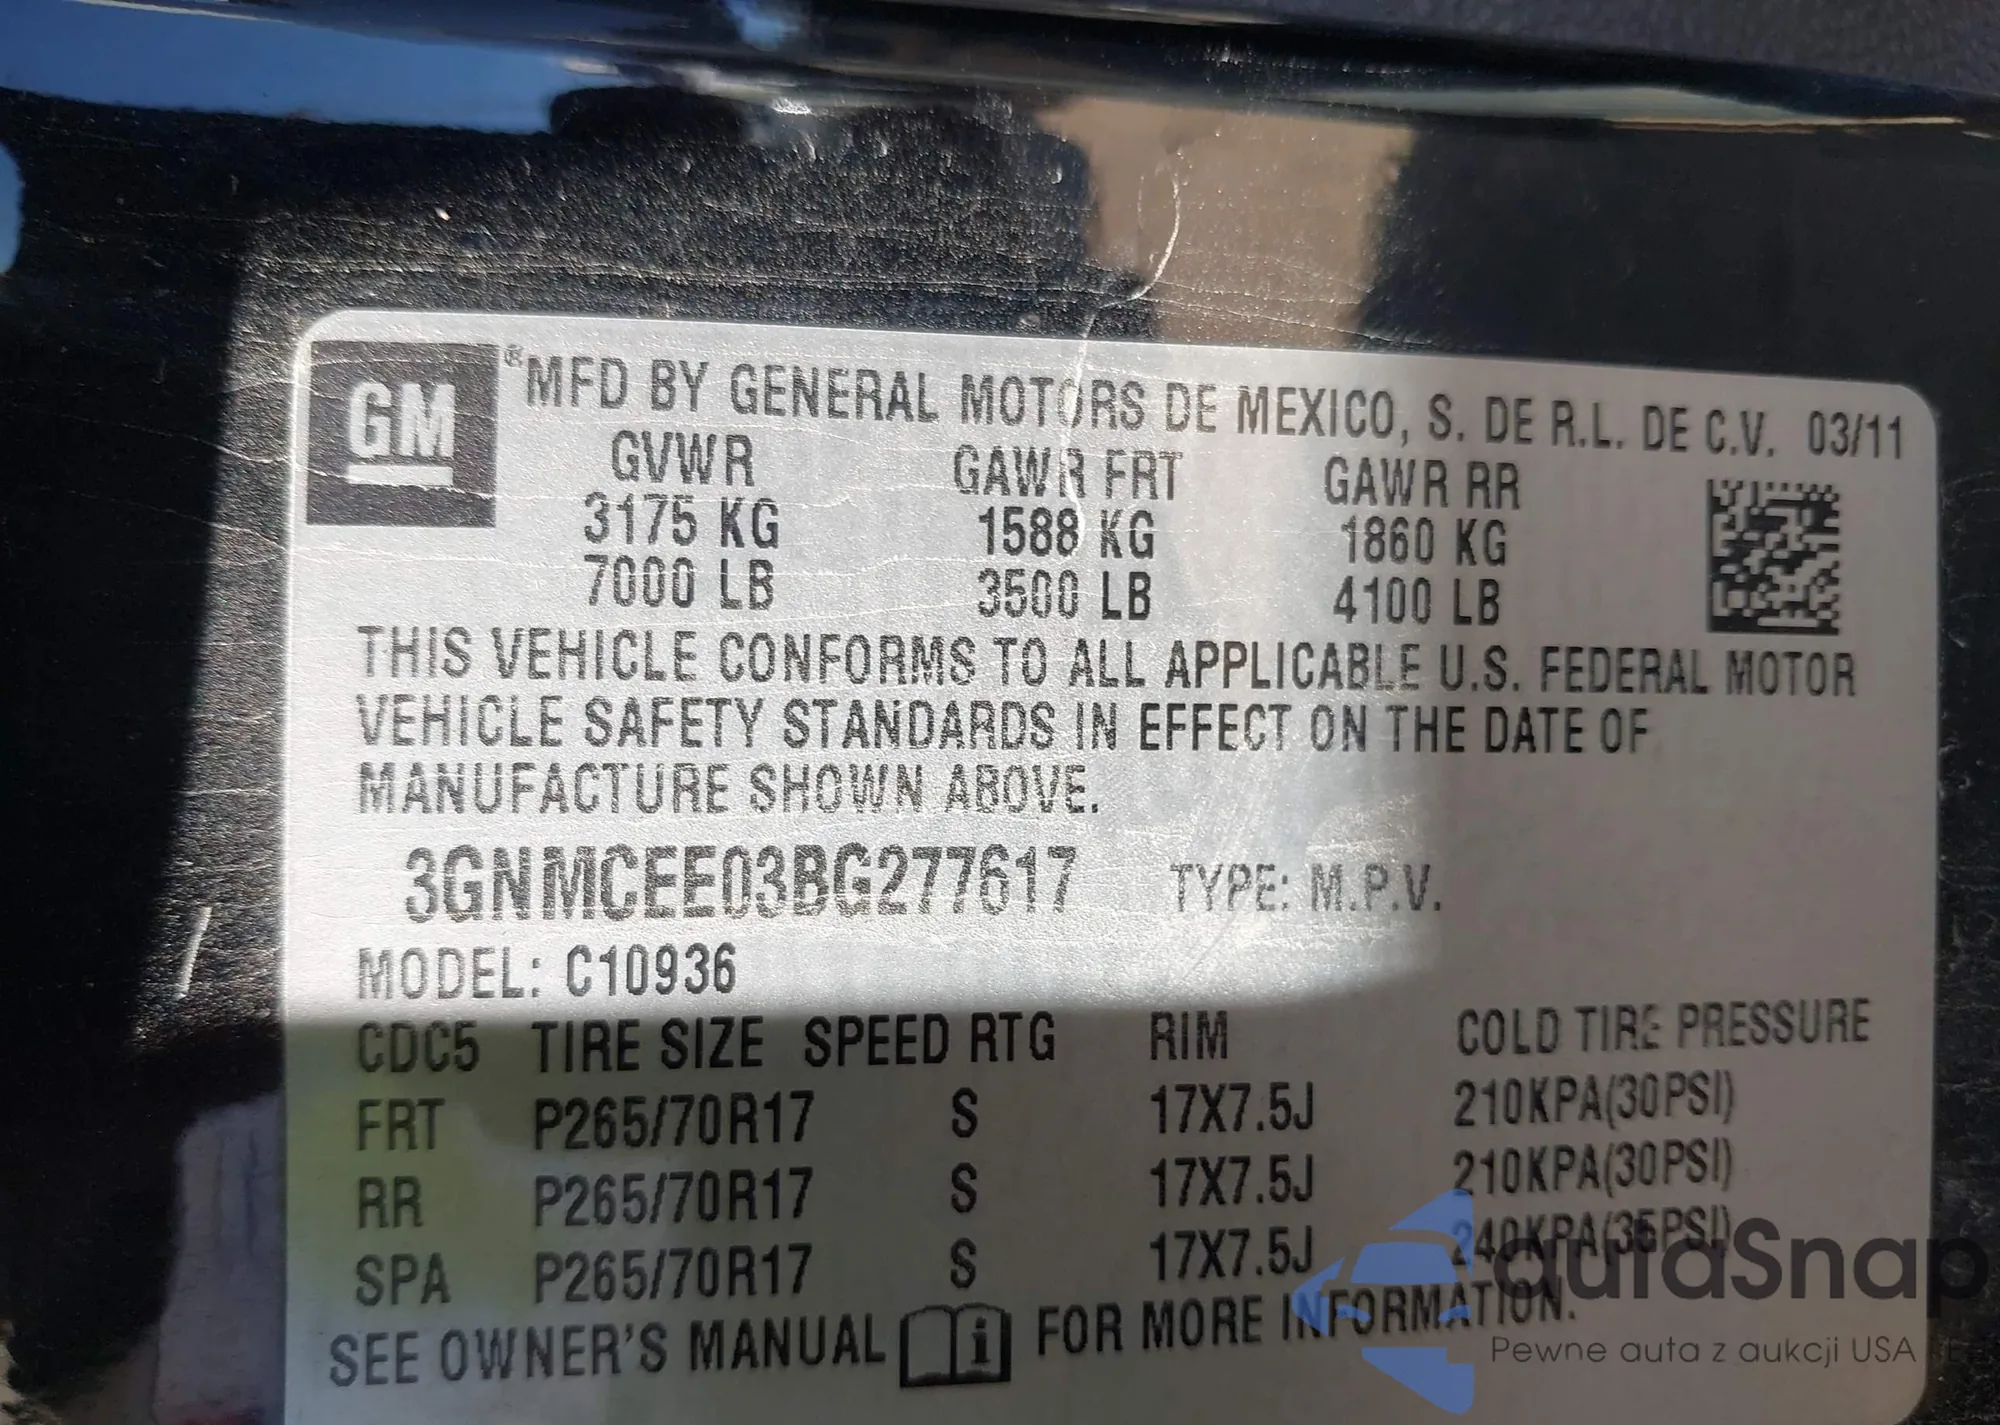 GM
® MFD BY GENERAL MOTORS DE MEXICO, S. DE R.L. DE C.V. 03/11
GVWR GAWR FRT GAWR RR
3175 KG 1588 KG 1860 KG
7000 LB 3500 LB 4100 LB
THIS VEHICLE CONFORMS TO ALL APPLICABLE U.S. FEDERAL MOTOR
VEHICLE SAFETY STANDARDS IN EFFECT ON THE DATE OF
MANUFACTURE SHOWN ABOVE.
3GNMCEE03BG277617 TYPE: M.P.V.
MODEL: C10936
CDC5 TIRE SIZE SPEED RTG RIM COLD TIRE PRESSURE
FRT P265/70R17 S 17X7.5J 210KPA(30PSI)
RR P265/70R17 S 17X7.5J 210KPA(30PSI)
SPA P265/70R17 S 17X7.5J 240KPA(35PSI)
SEE OWNER'S MANUAL i FOR MORE INFORMATION.
autaSnap
Pewne auta z aukcji USA